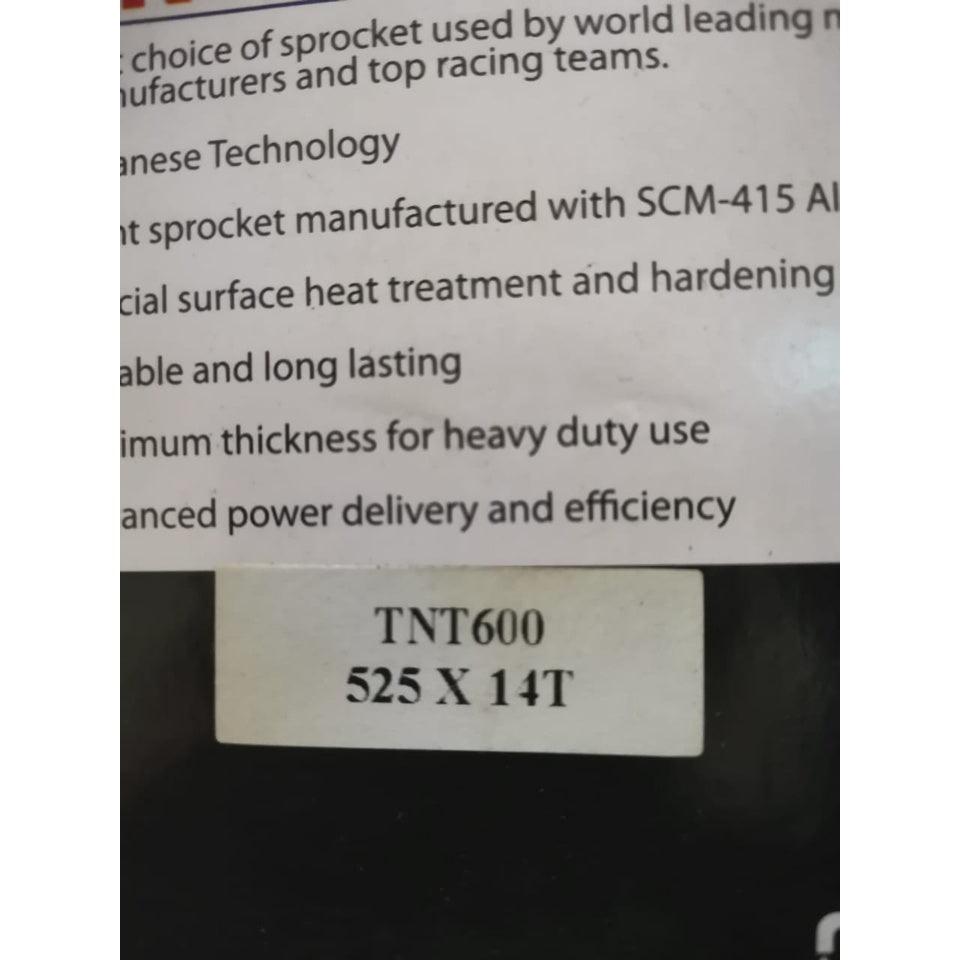 choice of sprocket used by world leading
ufacturers and top racing teams.
anese Technology
nt sprocket manufactured with SCM-415 Al
cial surface heat treatment and hardening
able and long lasting
imum thickness for heavy duty use
anced power delivery and efficiency
TNT600
525 X 14T